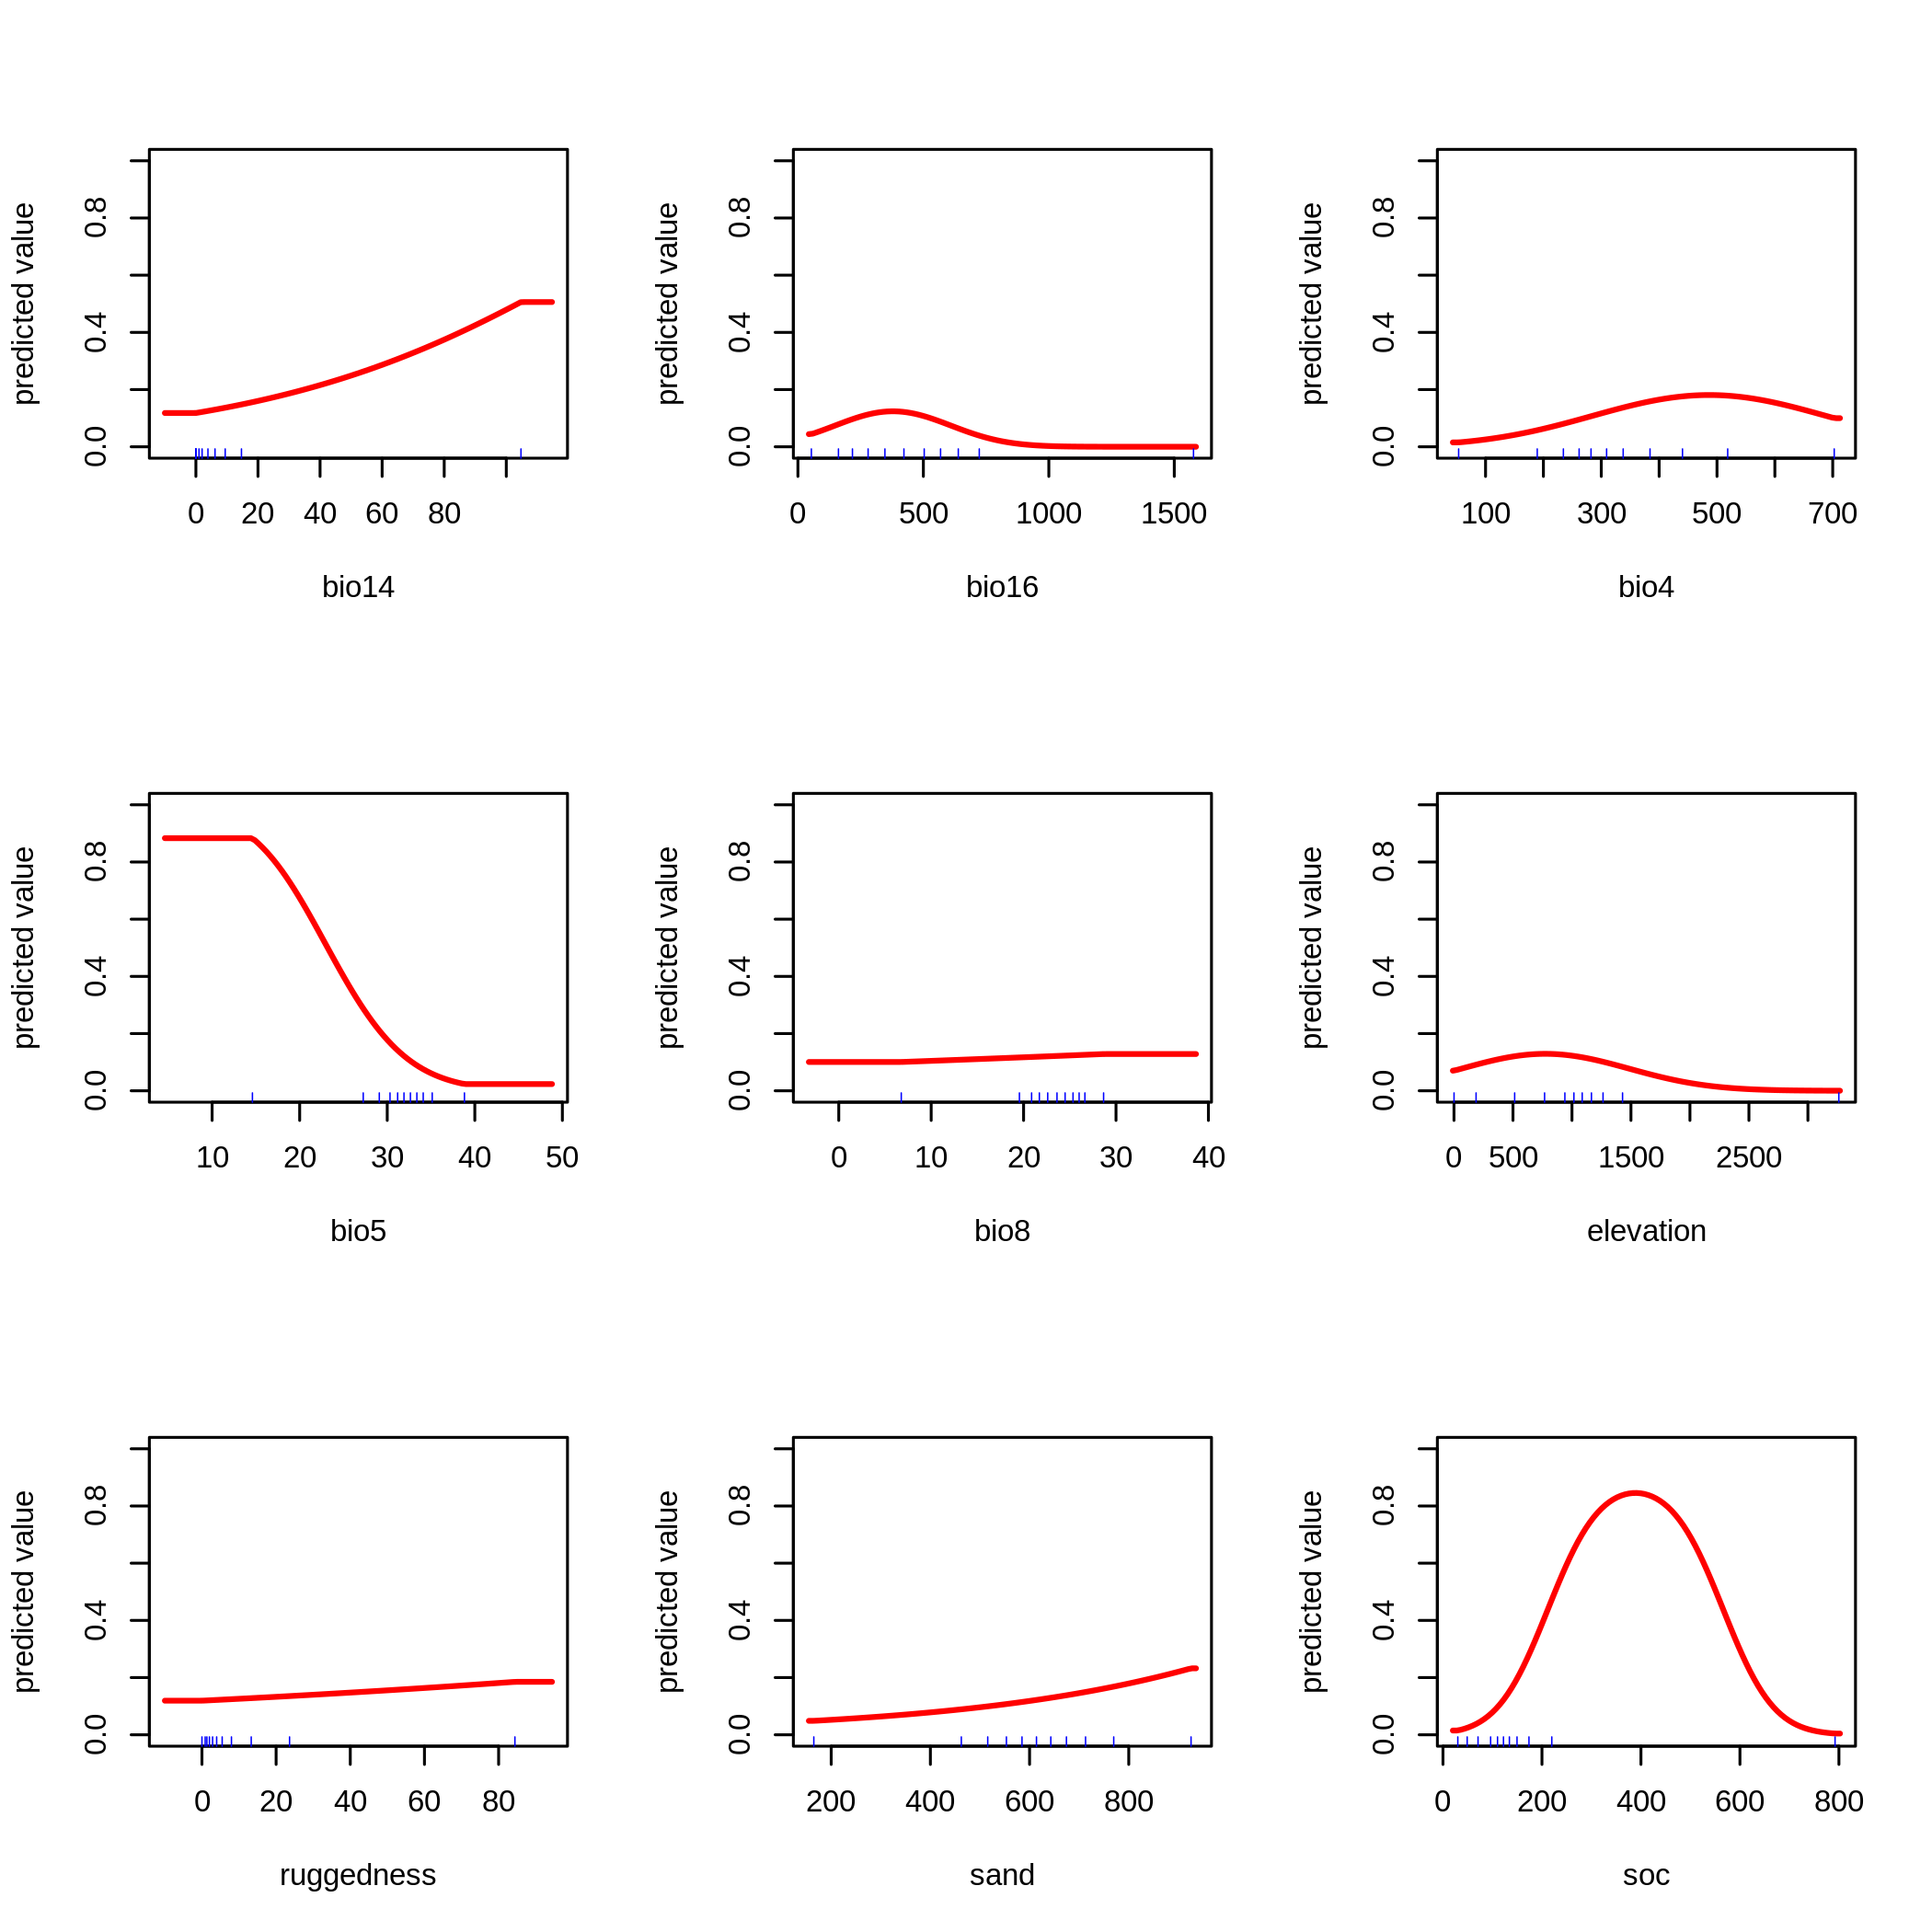 predicted value
0.0 0.4 0.8
0 20 40 60 80
bio14
predicted value
0.0 0.4 0.8
0 500 1000 1500
bio16
predicted value
0.0 0.4 0.8
100 300 500 700
bio4
predicted value
0.0 0.4 0.8
10 20 30 40 50
bio5
predicted value
0.0 0.4 0.8
0 10 20 30 40
bio8
predicted value
0.0 0.4 0.8
0 500 1500 2500
elevation
predicted value
0.0 0.4 0.8
0 20 40 60 80
ruggedness
predicted value
0.0 0.4 0.8
200 400 600 800
sand
predicted value
0.0 0.4 0.8
0 200 400 600 800
soc